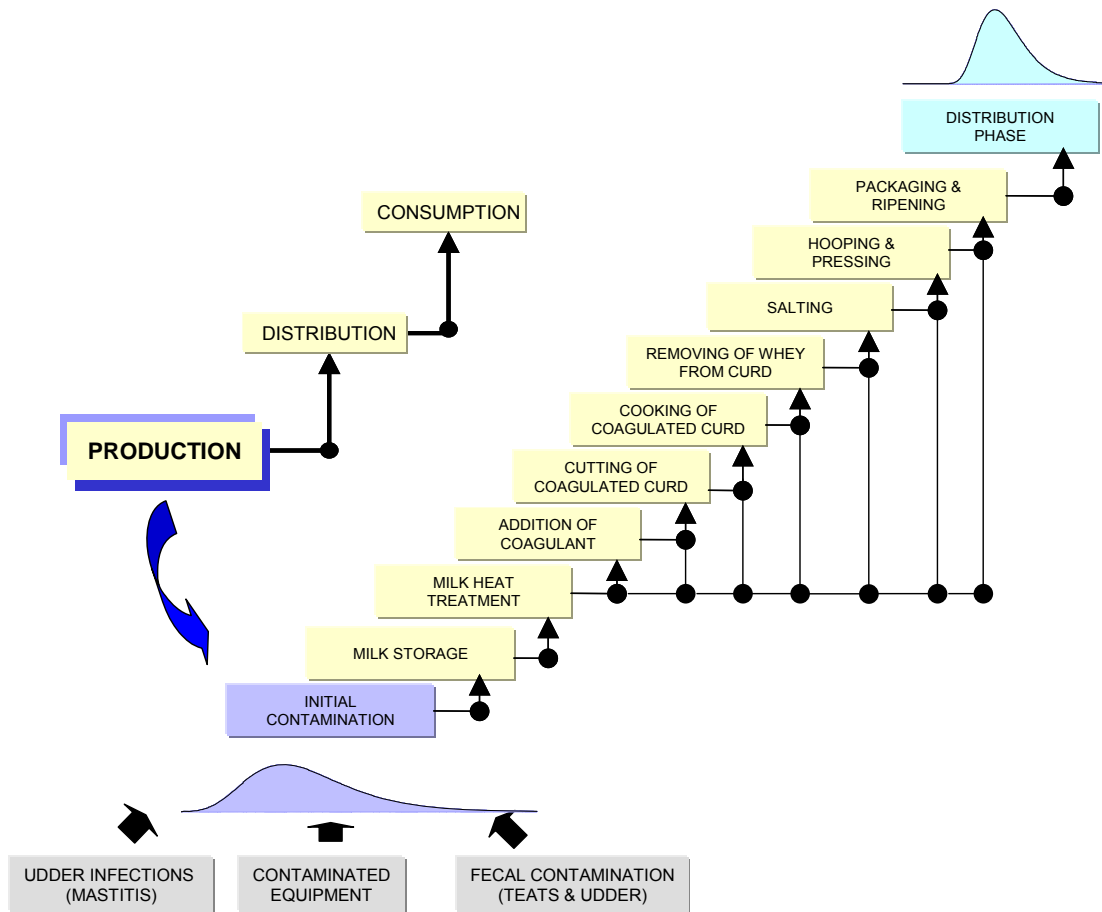 DISTRIBUTION
PHASE
PACKAGING &
RIPENING
CONSUMPTION
HOOPING &
PRESSING
SALTING
DISTRIBUTION
REMOVING OF WHEY
FROM CURD
COOKING OF
COAGULATED CURD
PRODUCTION
CUTTING OF
COAGULATED CURD
ADDITION OF
COAGULANT
MILK HEAT
TREATMENT
MILK STORAGE
INITIAL
CONTAMINATION
UDDER INFECTIONS
(MASTITIS)
CONTAMINATED
EQUIPMENT
FECAL CONTAMINATION
(TEATS & UDDER)